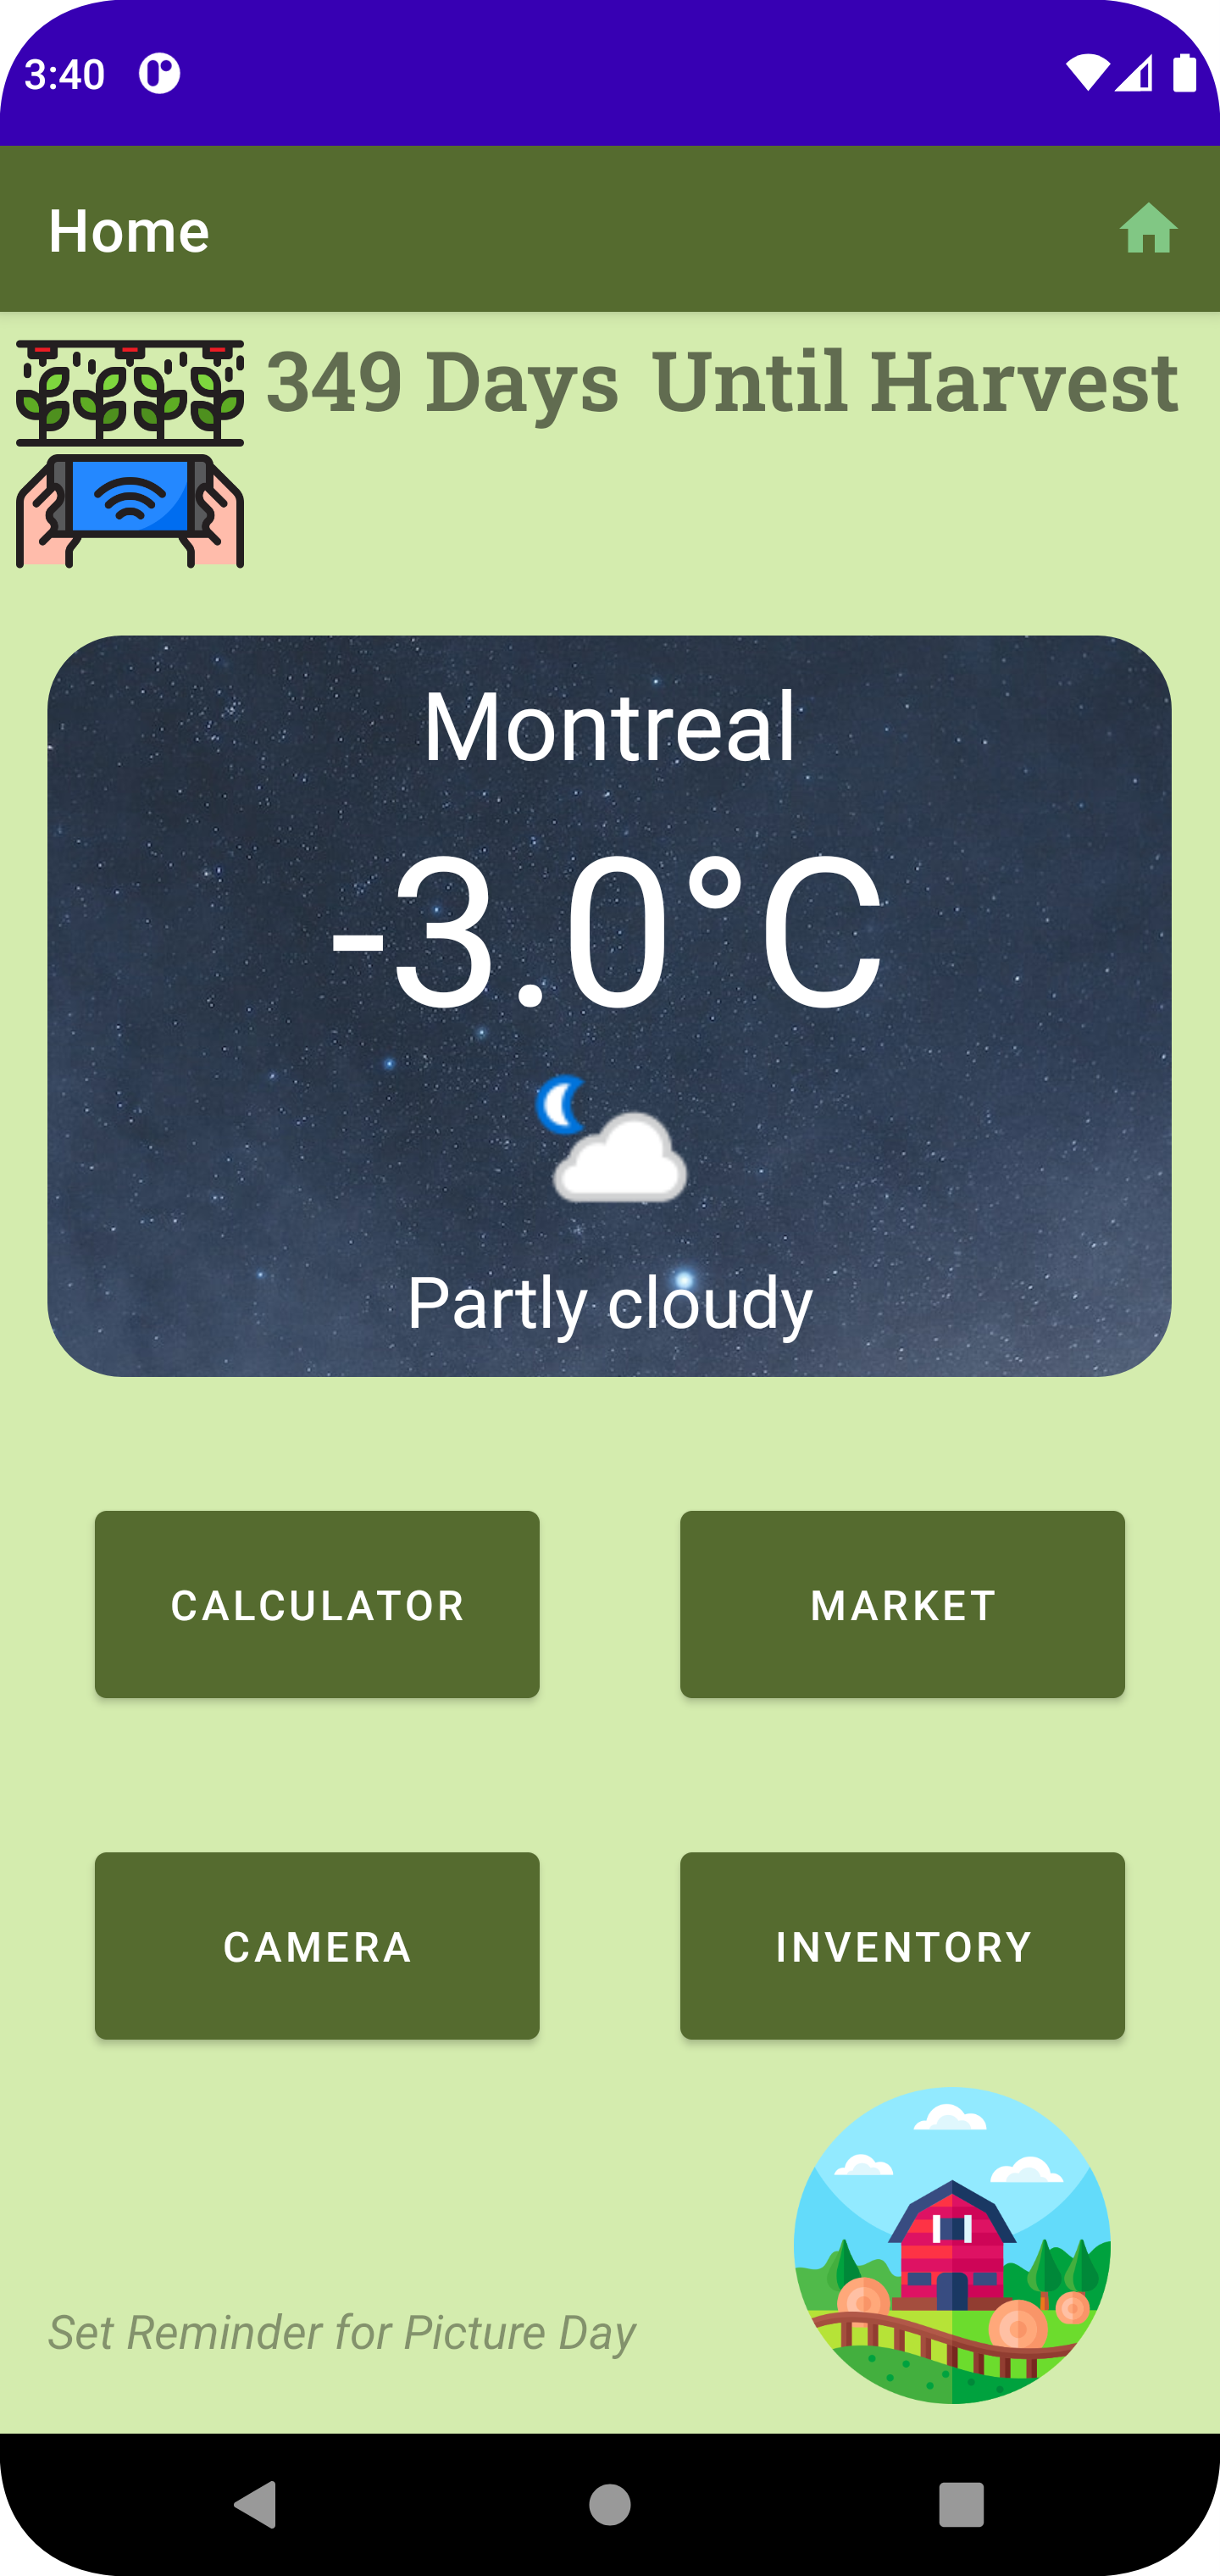 3:40
Home
349 Days Until Harvest
Montreal
-3.0°C
Partly cloudy
CALCULATOR
MARKET
CAMERA
INVENTORY
Set Reminder for Picture Day